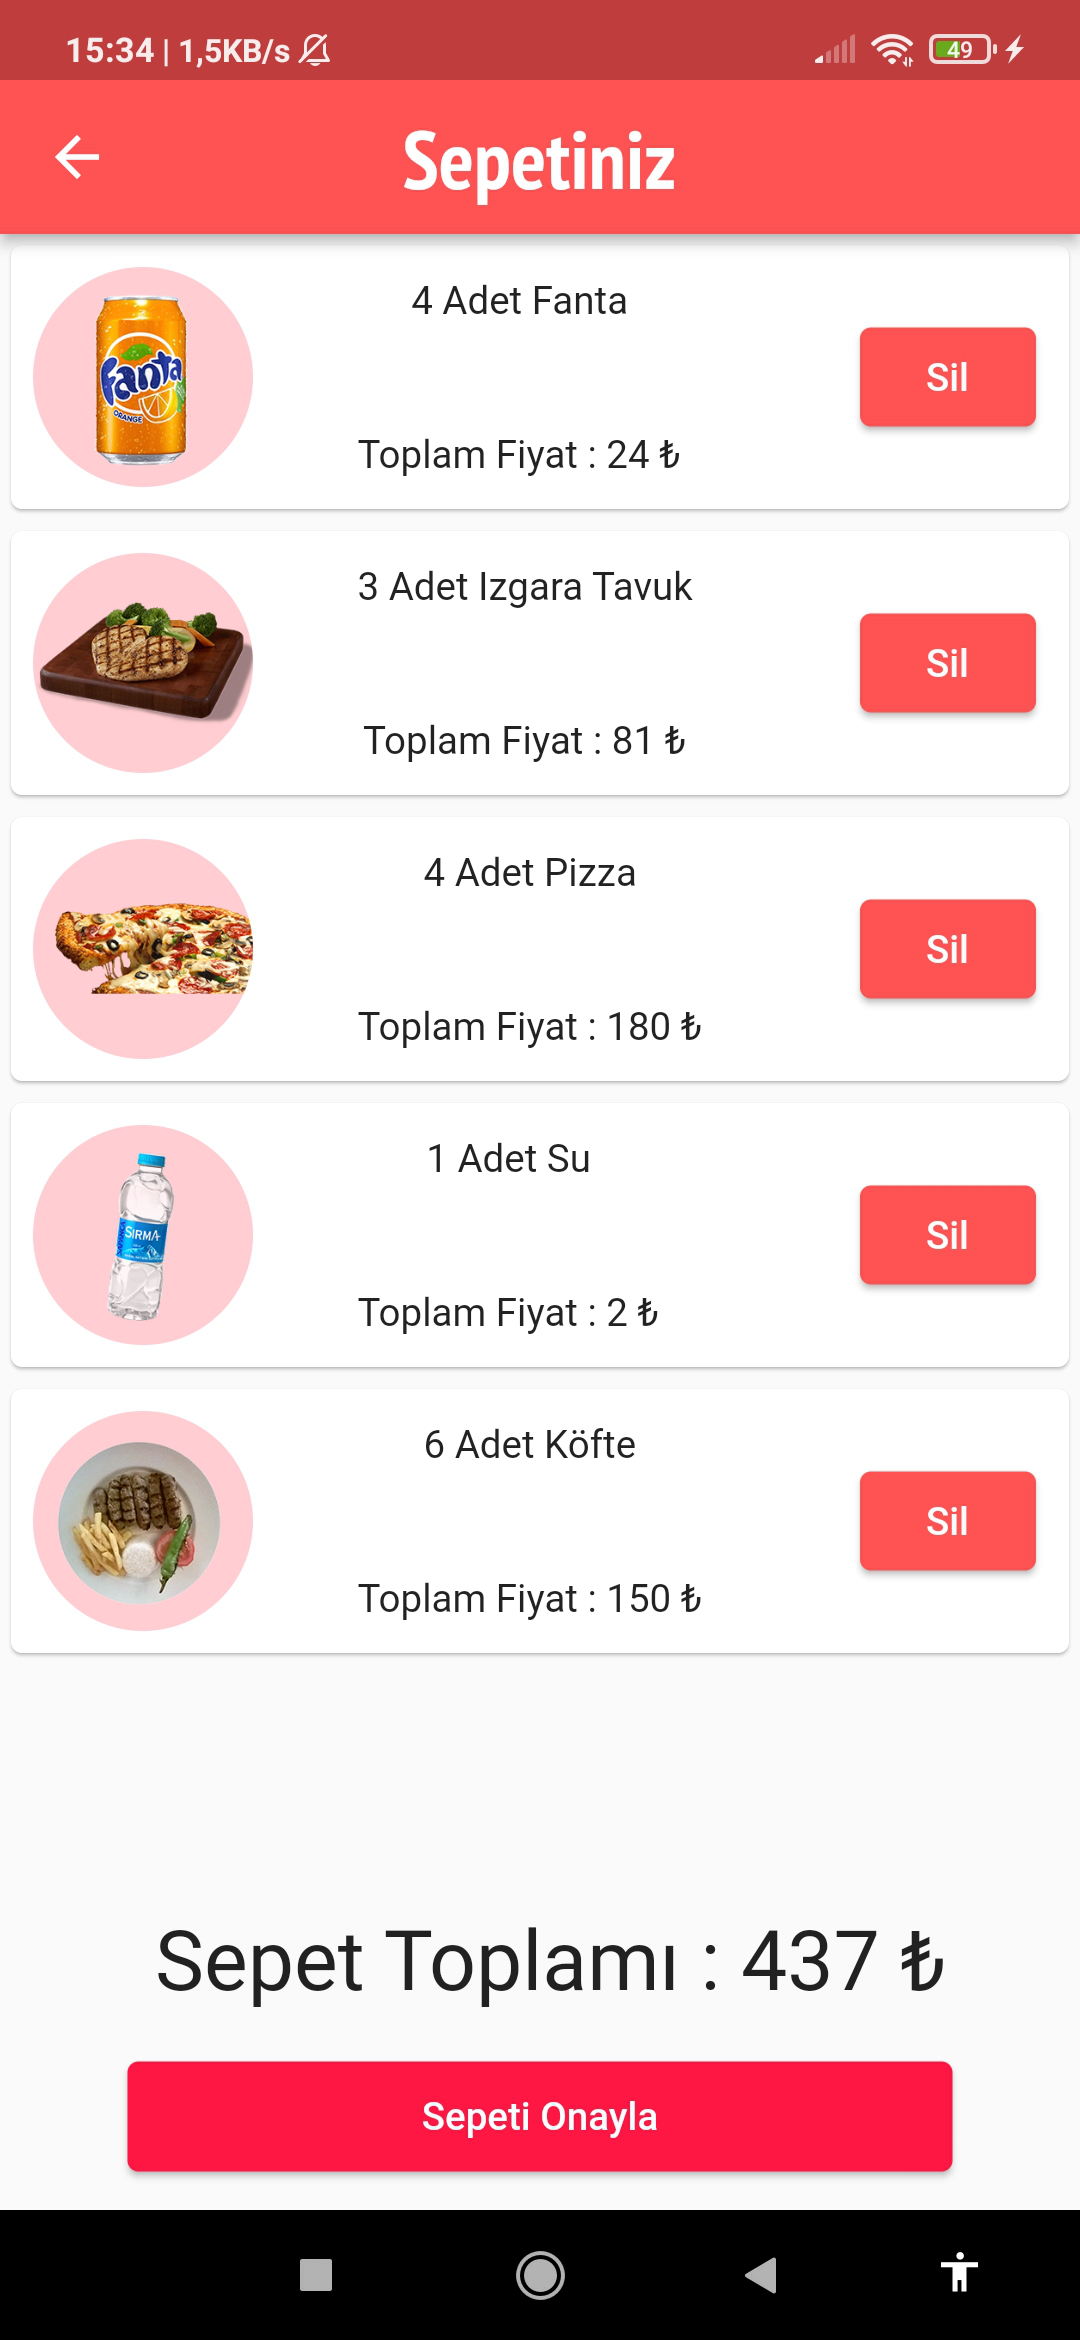 15:34 | 1,5KB/s
49
Sepetiniz
4 Adet Fanta
Fanta
ORANGE
Sil
Toplam Fiyat : 24 ₺
3 Adet Izgara Tavuk
Sil
Toplam Fiyat : 81 ₺
4 Adet Pizza
Sil
Toplam Fiyat : 180 ₺
1 Adet Su
SIRMA
Sil
Toplam Fiyat : 2 ₺
6 Adet Köfte
Sil
Toplam Fiyat : 150 ₺
Sepet Toplamı : 437 ₺
Sepeti Onayla